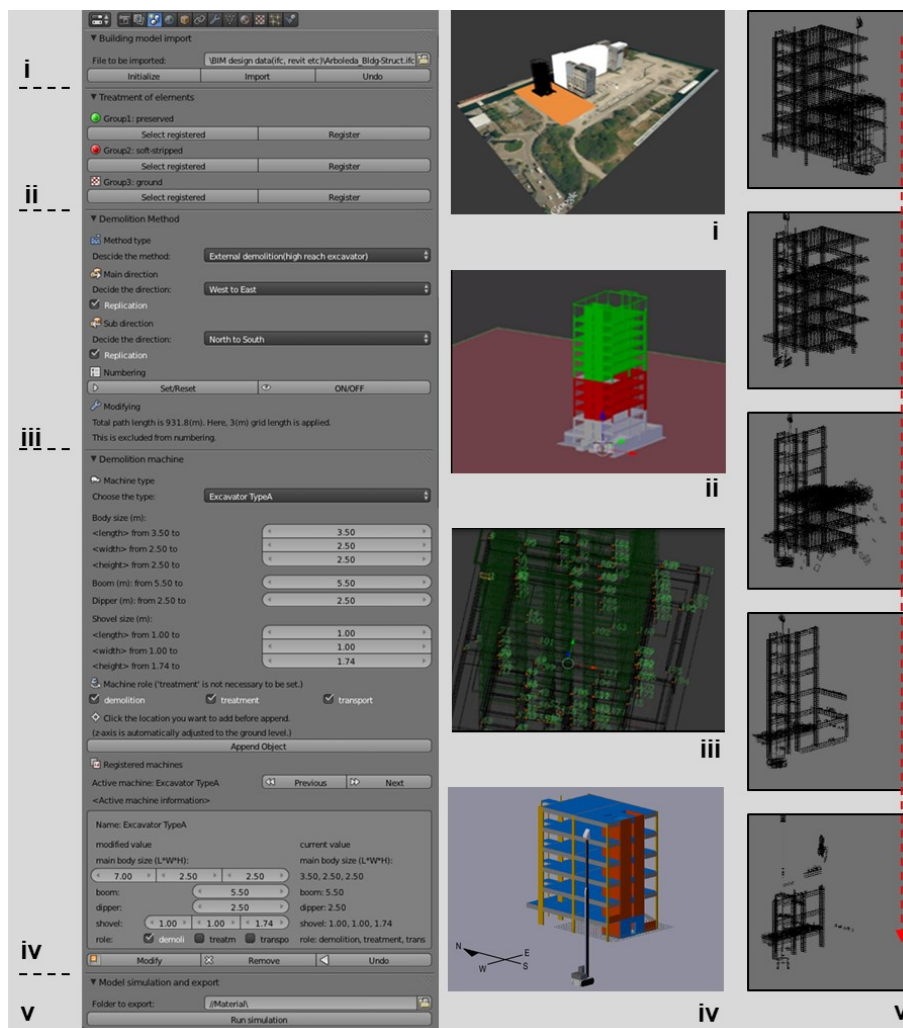 ▼ Building model import
File to be imported: \BIM design data(ifc, revit etc)\Arboleda_Bldg-Struct.ifc
i
Initialize Import Undo
▼ Treatment of elements
Group1: preserved
Select registered Register
Group2: soft-stripped
Select registered Register
Group3: ground
ii
Select registered Register
▼ Demolition Method
Method type
Descide the method: External demolition(high reach excavator)
Main direction
Decide the direction: West to East
Replication
Sub direction
Decide the direction: North to South
Replication
Numbering
Set/Reset ON/OFF
Modifying
Total path length is 931.8(m). Here, 3(m) grid length is applied.
This is excluded from numbering.
iii
▼ Demolition machine
Machine type
Choose the type: Excavator TypeA
Body size (m):
<length> from 3.50 to 3.50
<width> from 2.50 to 2.50
<height> from 2.50 to 2.50
Boom (m): from 5.50 to 5.50
Dipper (m): from 2.50 to 2.50
Shovel size (m):
<length> from 1.00 to 1.00
<width> from 1.00 to 1.00
<height> from 1.74 to 1.74
Machine role ('treatment' is not necessary to be set.)
demolition treatment transport
Click the location you want to add before append.
(z-axis is automatically adjusted to the ground level.)
Append Object
Registered machines
Active machine: Excavator TypeA Previous Next
<Active machine information>
Name: Excavator TypeA
modified value current value
main body size (L*W*H): main body size (L*W*H):
7.00 2.50 2.50 3.50, 2.50, 2.50
boom: 5.50 boom: 5.50
dipper: 2.50 dipper: 2.50
shovel: 1.00 1.00 1.74 shovel: 1.00, 1.00, 1.74
role: demoli treatm transpo role: demolition, treatment, trans
iv
Modify Remove Undo
▼ Model simulation and export
Folder to export: //Material\
v
Run simulation
i
ii
iii
N
E
W
S
iv
v